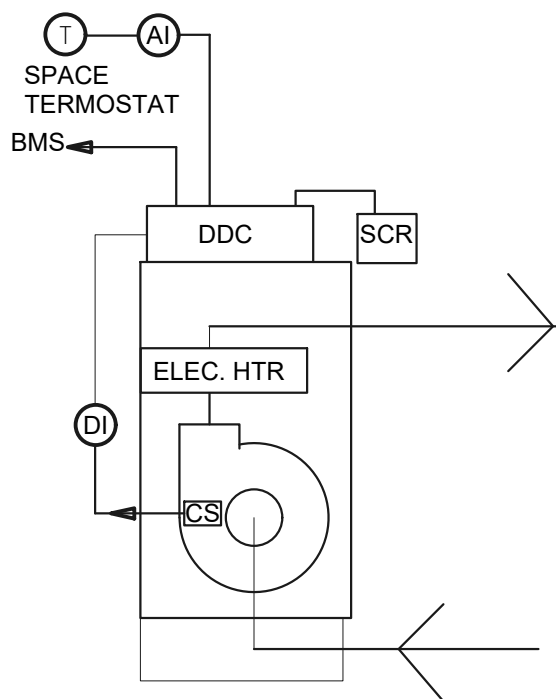 T
AI
SPACE
TERMOSTAT
BMS
DDC
SCR
ELEC. HTR
DI
CS